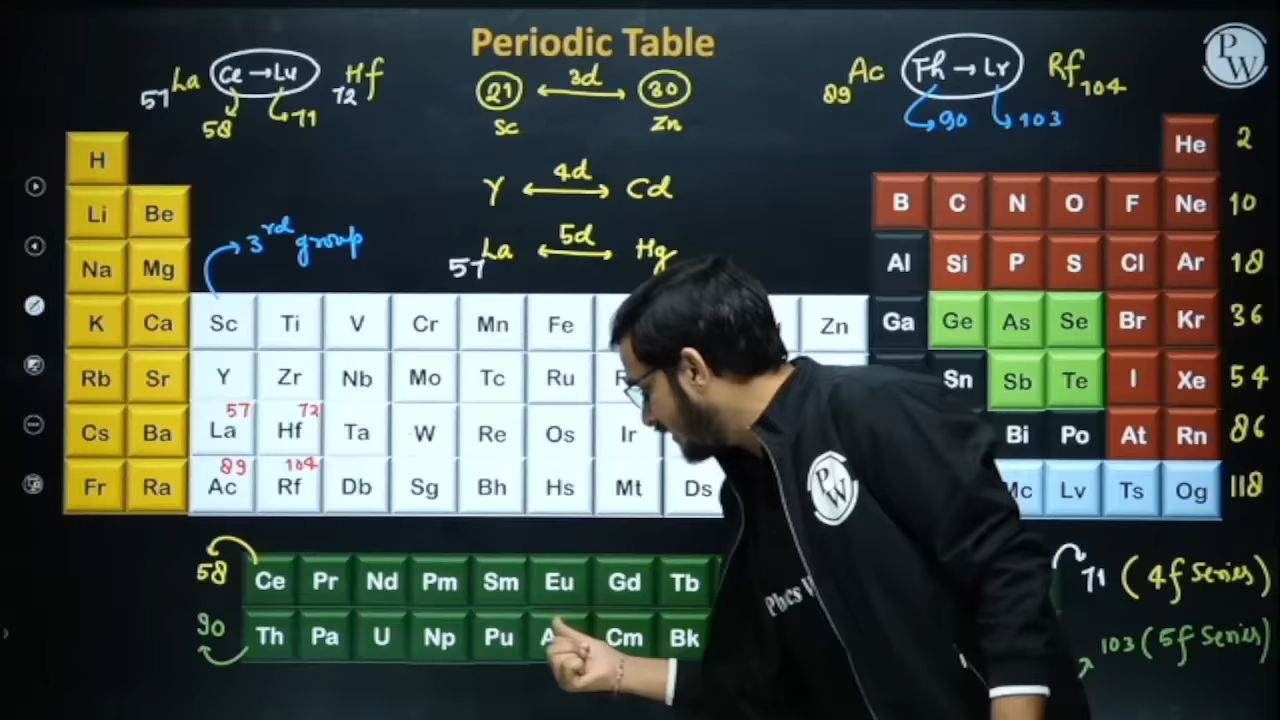 Periodic Table
57 La Ce → Lu Hf 72
58 71
21 3d 30
Sc Zn
89 Ac Th → Lr Rf 104
90 103
PW
H He 2
Y 4d Cd
Li Be B C N O F Ne 10
3rd group
57 La 5d Hg
Na Mg Al Si P S Cl Ar 18
K Ca Sc Ti V Cr Mn Fe Zn Ga Ge As Se Br Kr 36
Rb Sr Y Zr Nb Mo Tc Ru Sn Sb Te I Xe 54
57 72
Cs Ba La Hf Ta W Re Os Ir Bi Po At Rn 86
89 104
Fr Ra Ac Rf Db Sg Bh Hs Mt Ds Mc Lv Ts Og 118
PW
58 Ce Pr Nd Pm Sm Eu Gd Tb 71 (4f Series)
90 Th Pa U Np Pu Cm Bk 103 (5f Series)